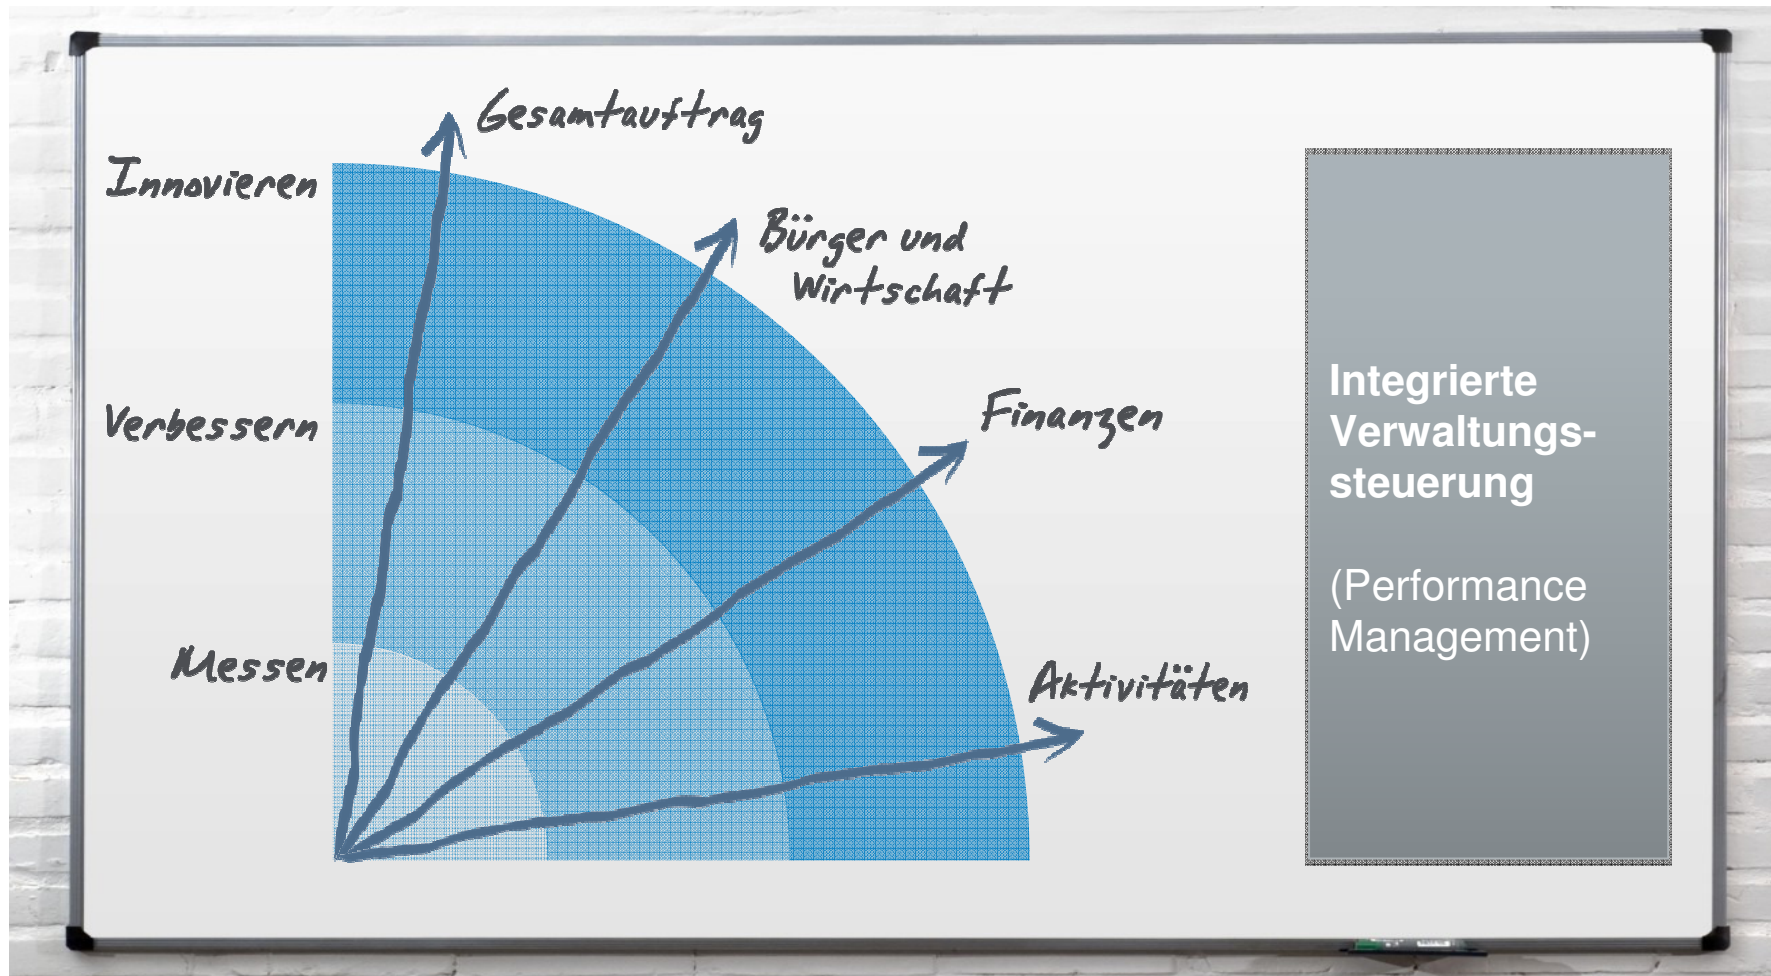 Gesamtauftrag
Innovieren
Bürger und
Wirtschaft
Finanzen
Verbessern
Messen
Aktivitäten
Integrierte
Verwaltungs-
steuerung
(Performance
Management)